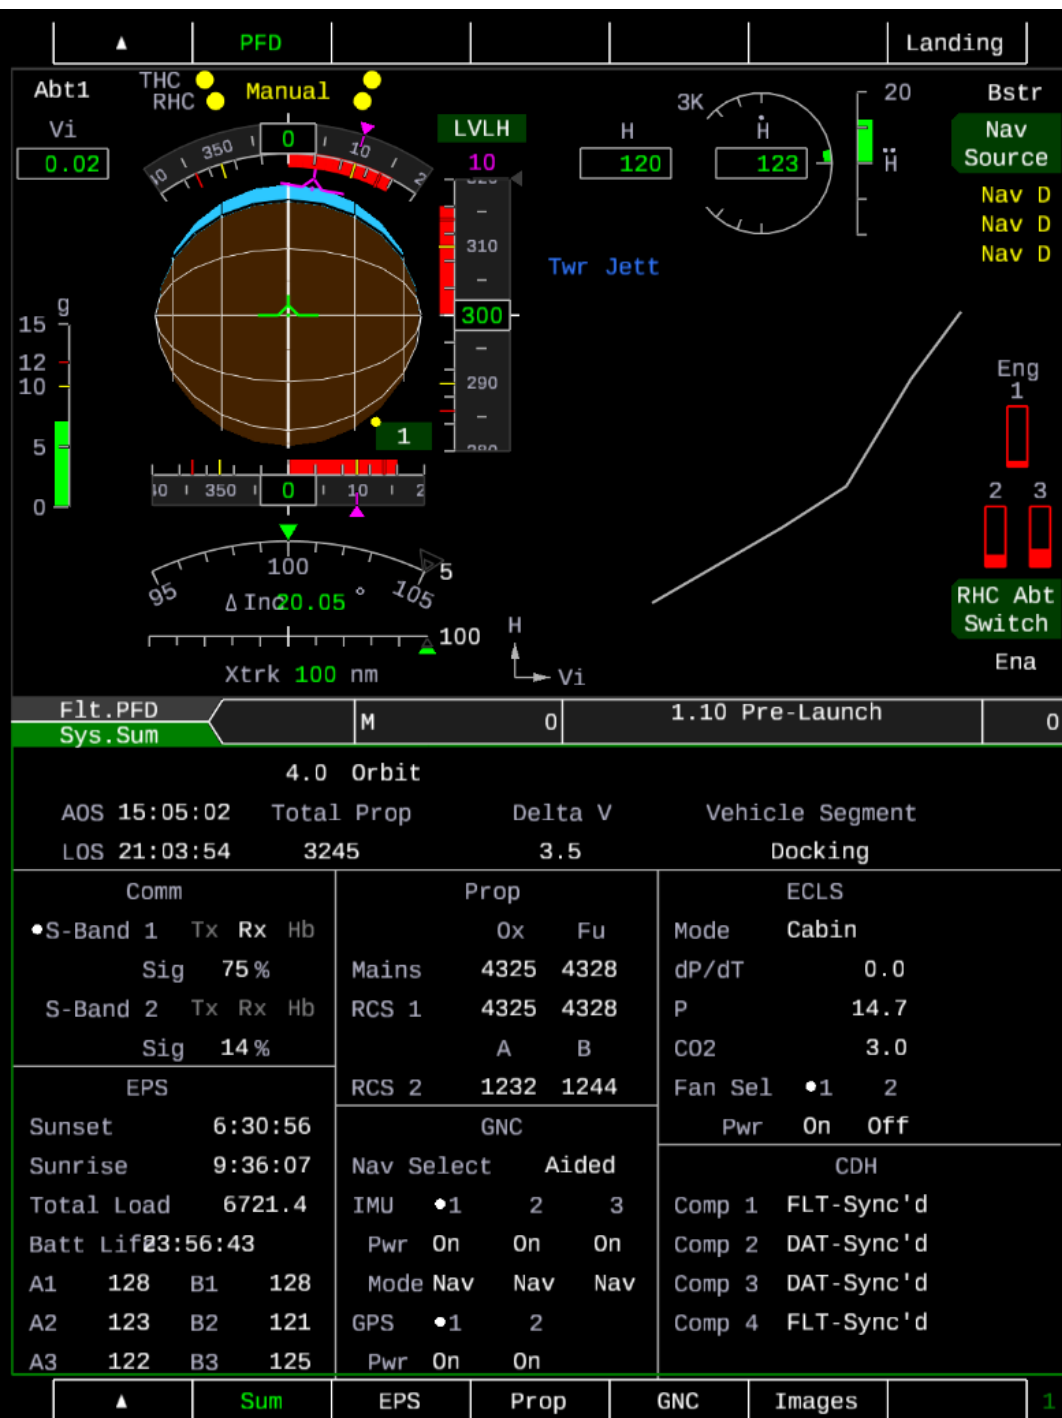 ▲ PFD Landing
Abt1 THC Manual 3K 20 Bstr
RHC
Vi 350 0 10 2 LVLH H Ḣ Nav
0.02 10 120 123 Ḧ Source
Nav D
310 Nav D
Twr Jett Nav D
g
15 300
12
10 290 Eng
1
5 1
280
0 40 350 0 10 2 2 3
100
95 105 5
Δ Inc 20.05 ° RHC Abt
Switch
100 H
Ena
Xtrk 100 nm Vi
Flt.PFD M 0 1.10 Pre-Launch 0
Sys.Sum
4.0 Orbit
AOS 15:05:02 Total Prop Delta V Vehicle Segment
LOS 21:03:54 3245 3.5 Docking
Comm Prop ECLS
•S-Band 1 Tx Rx Hb Ox Fu Mode Cabin
Sig 75% Mains 4325 4328 dP/dT 0.0
S-Band 2 Tx Rx Hb RCS 1 4325 4328 P 14.7
Sig 14% A B CO2 3.0
EPS RCS 2 1232 1244 Fan Sel •1 2
Sunset 6:30:56 GNC Pwr On Off
Sunrise 9:36:07 Nav Select Aided CDH
Total Load 6721.4 IMU •1 2 3 Comp 1 FLT-Sync'd
Batt Life 23:56:43 Pwr On On On Comp 2 DAT-Sync'd
A1 128 B1 128 Mode Nav Nav Nav Comp 3 DAT-Sync'd
A2 123 B2 121 GPS •1 2 Comp 4 FLT-Sync'd
A3 122 B3 125 Pwr On On
▲ Sum EPS Prop GNC Images 1